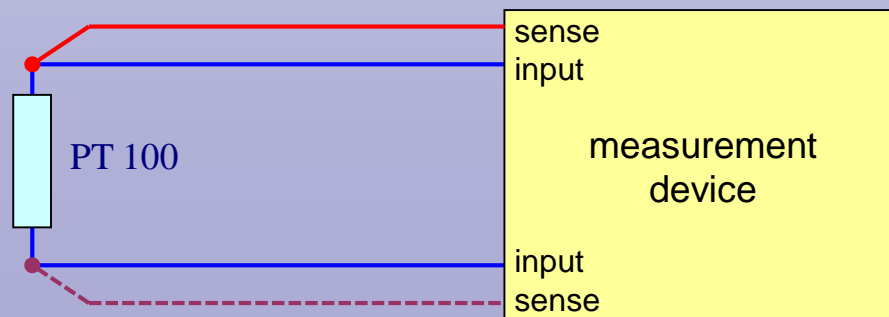 sense
input
PT 100
measurement
device
input
sense